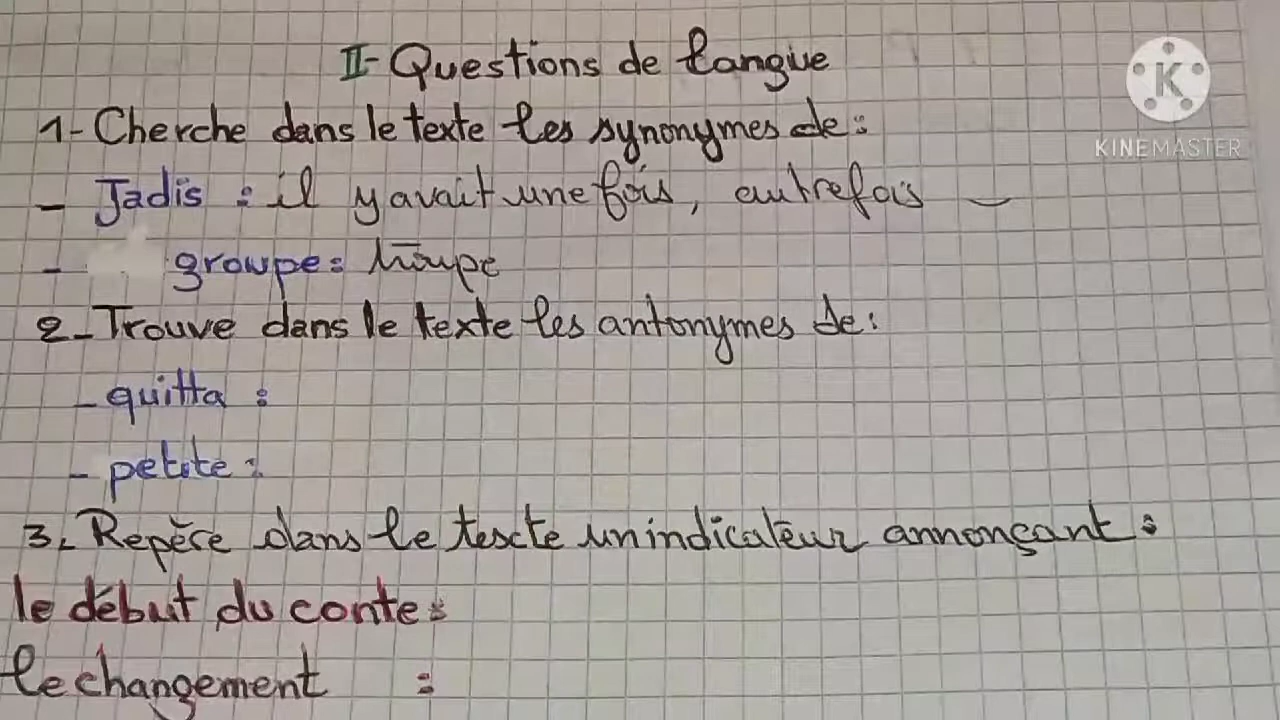 II- Questions de langue
1- Cherche dans le texte les synonymes de:
K
KINEMASTER
- Jadis : il y avait une fois, autrefois -
- groupe: troupe
2- Trouve dans le texte les antonymes de:
- quitta :
- petite :
3. Repère dans le texte un indicateur annonçant :
le début du conte:
le changement :